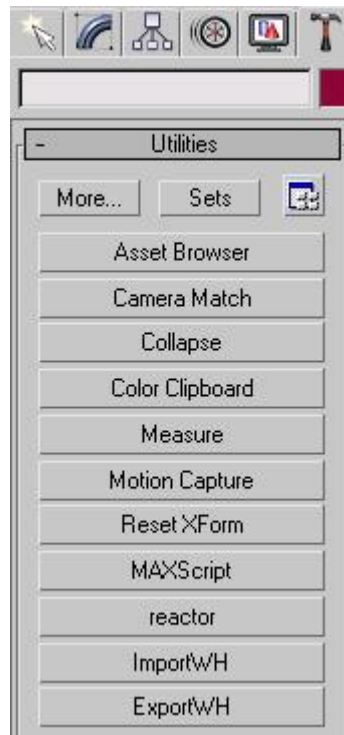 - Utilities
More... Sets
Asset Browser
Camera Match
Collapse
Color Clipboard
Measure
Motion Capture
Reset XForm
MAXScript
reactor
ImportWH
ExportWH